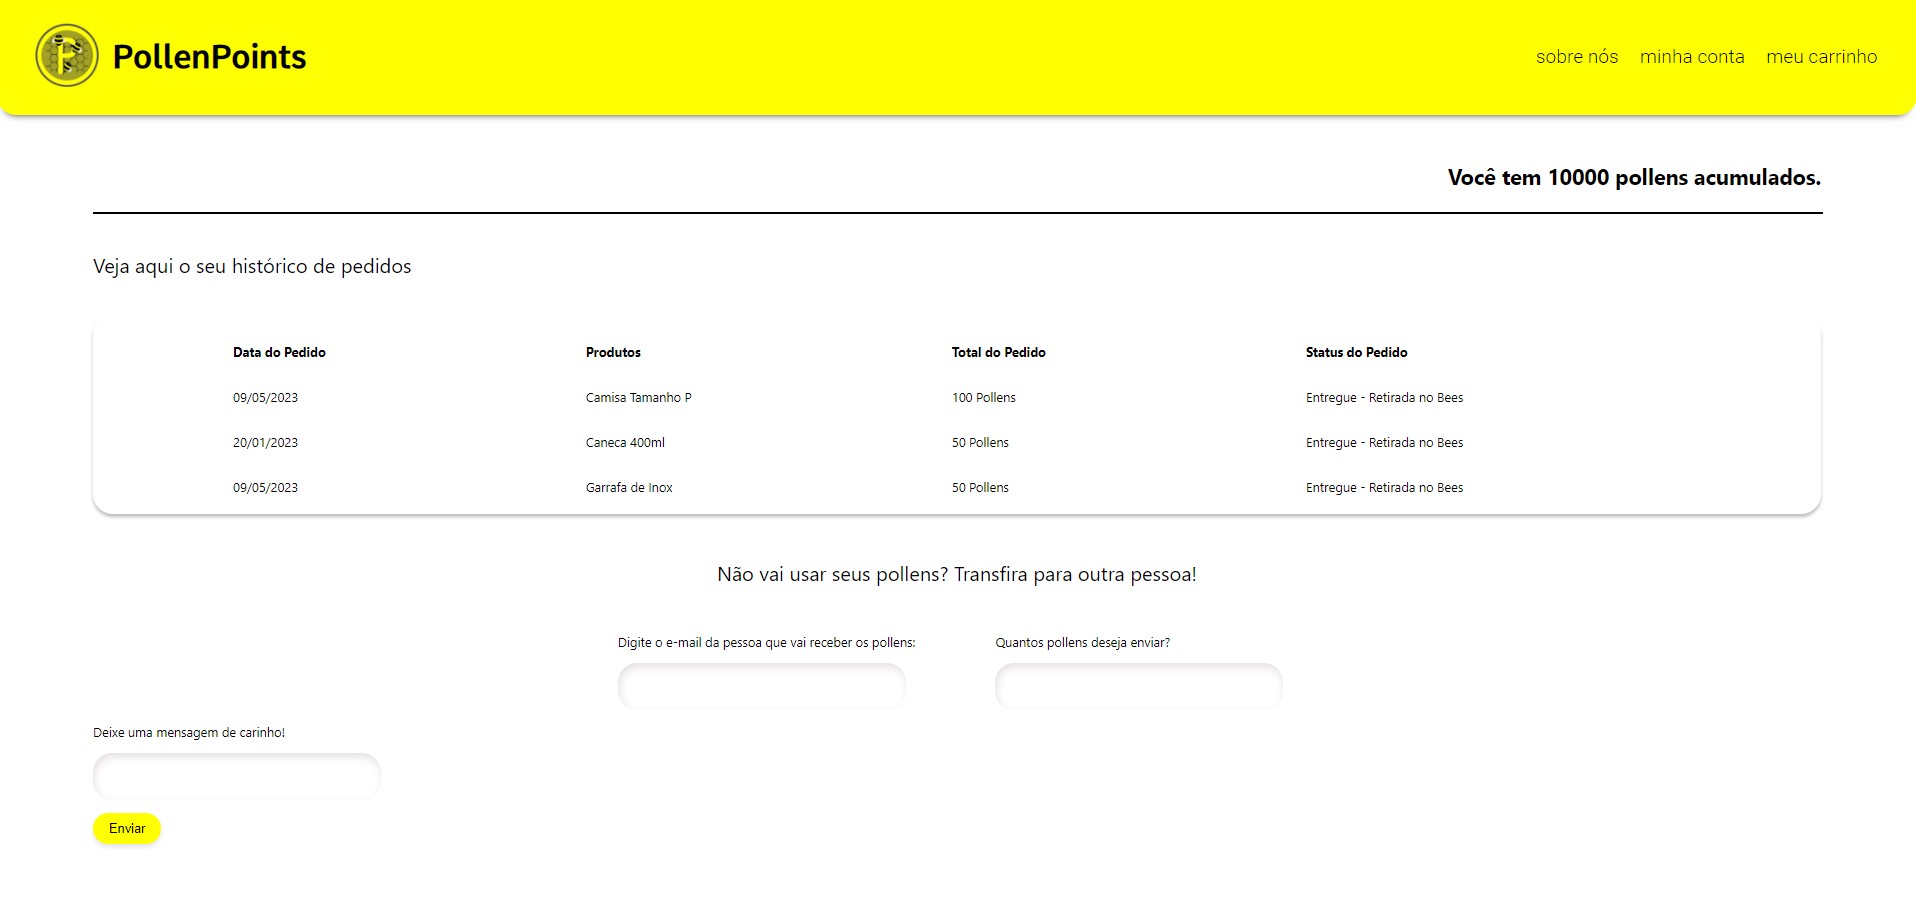 PollenPoints
sobre nós minha conta meu carrinho
Você tem 10000 pollens acumulados.
Veja aqui o seu histórico de pedidos
Data do Pedido Produtos Total do Pedido Status do Pedido
09/05/2023 Camisa Tamanho P 100 Pollens Entregue - Retirada no Bees
20/01/2023 Caneca 400ml 50 Pollens Entregue - Retirada no Bees
09/05/2023 Garrafa de Inox 50 Pollens Entregue - Retirada no Bees
Não vai usar seus pollens? Transfira para outra pessoa!
Digite o e-mail da pessoa que vai receber os pollens: Quantos pollens deseja enviar?
Deixe uma mensagem de carinho!
Enviar